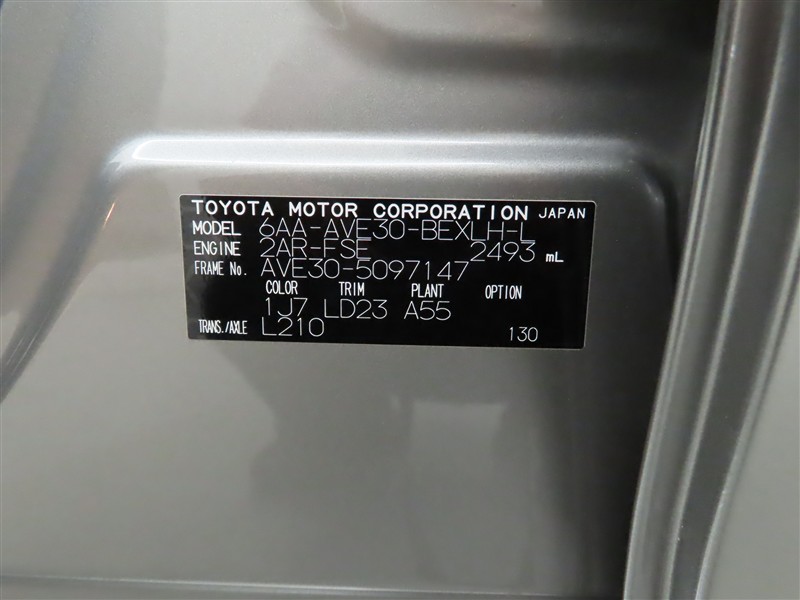 TOYOTA MOTOR CORPORATION JAPAN
MODEL 6AA-AVE30-BEXLH-L
ENGINE 2AR-FSE 2493 mL
FRAME No. AVE30-5097147
COLOR TRIM PLANT OPTION
1J7 LD23 A55
TRANS./AXLE L210 130